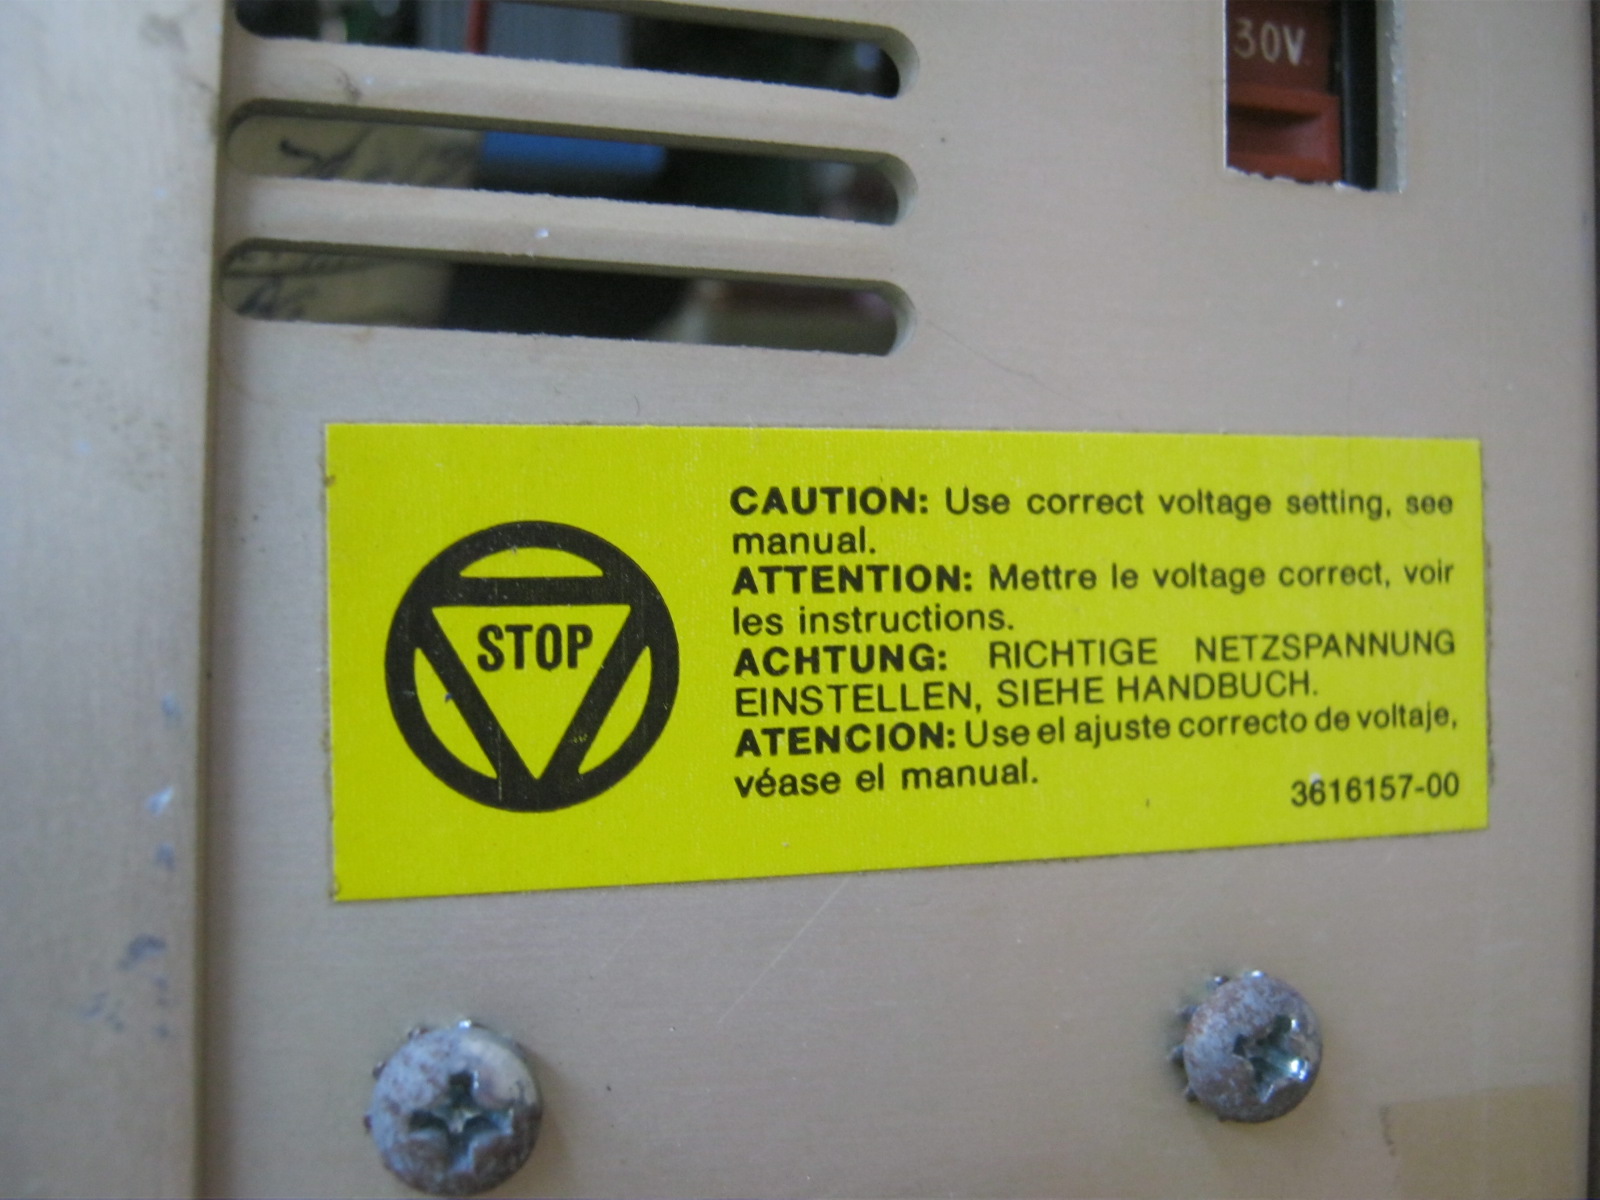 30V
STOP
CAUTION: Use correct voltage setting, see
manual.
ATTENTION: Mettre le voltage correct, voir
les instructions.
ACHTUNG: RICHTIGE NETZSPANNUNG
EINSTELLEN, SIEHE HANDBUCH.
ATENCION: Use el ajuste correcto de voltaje,
véase el manual.
3616157-00